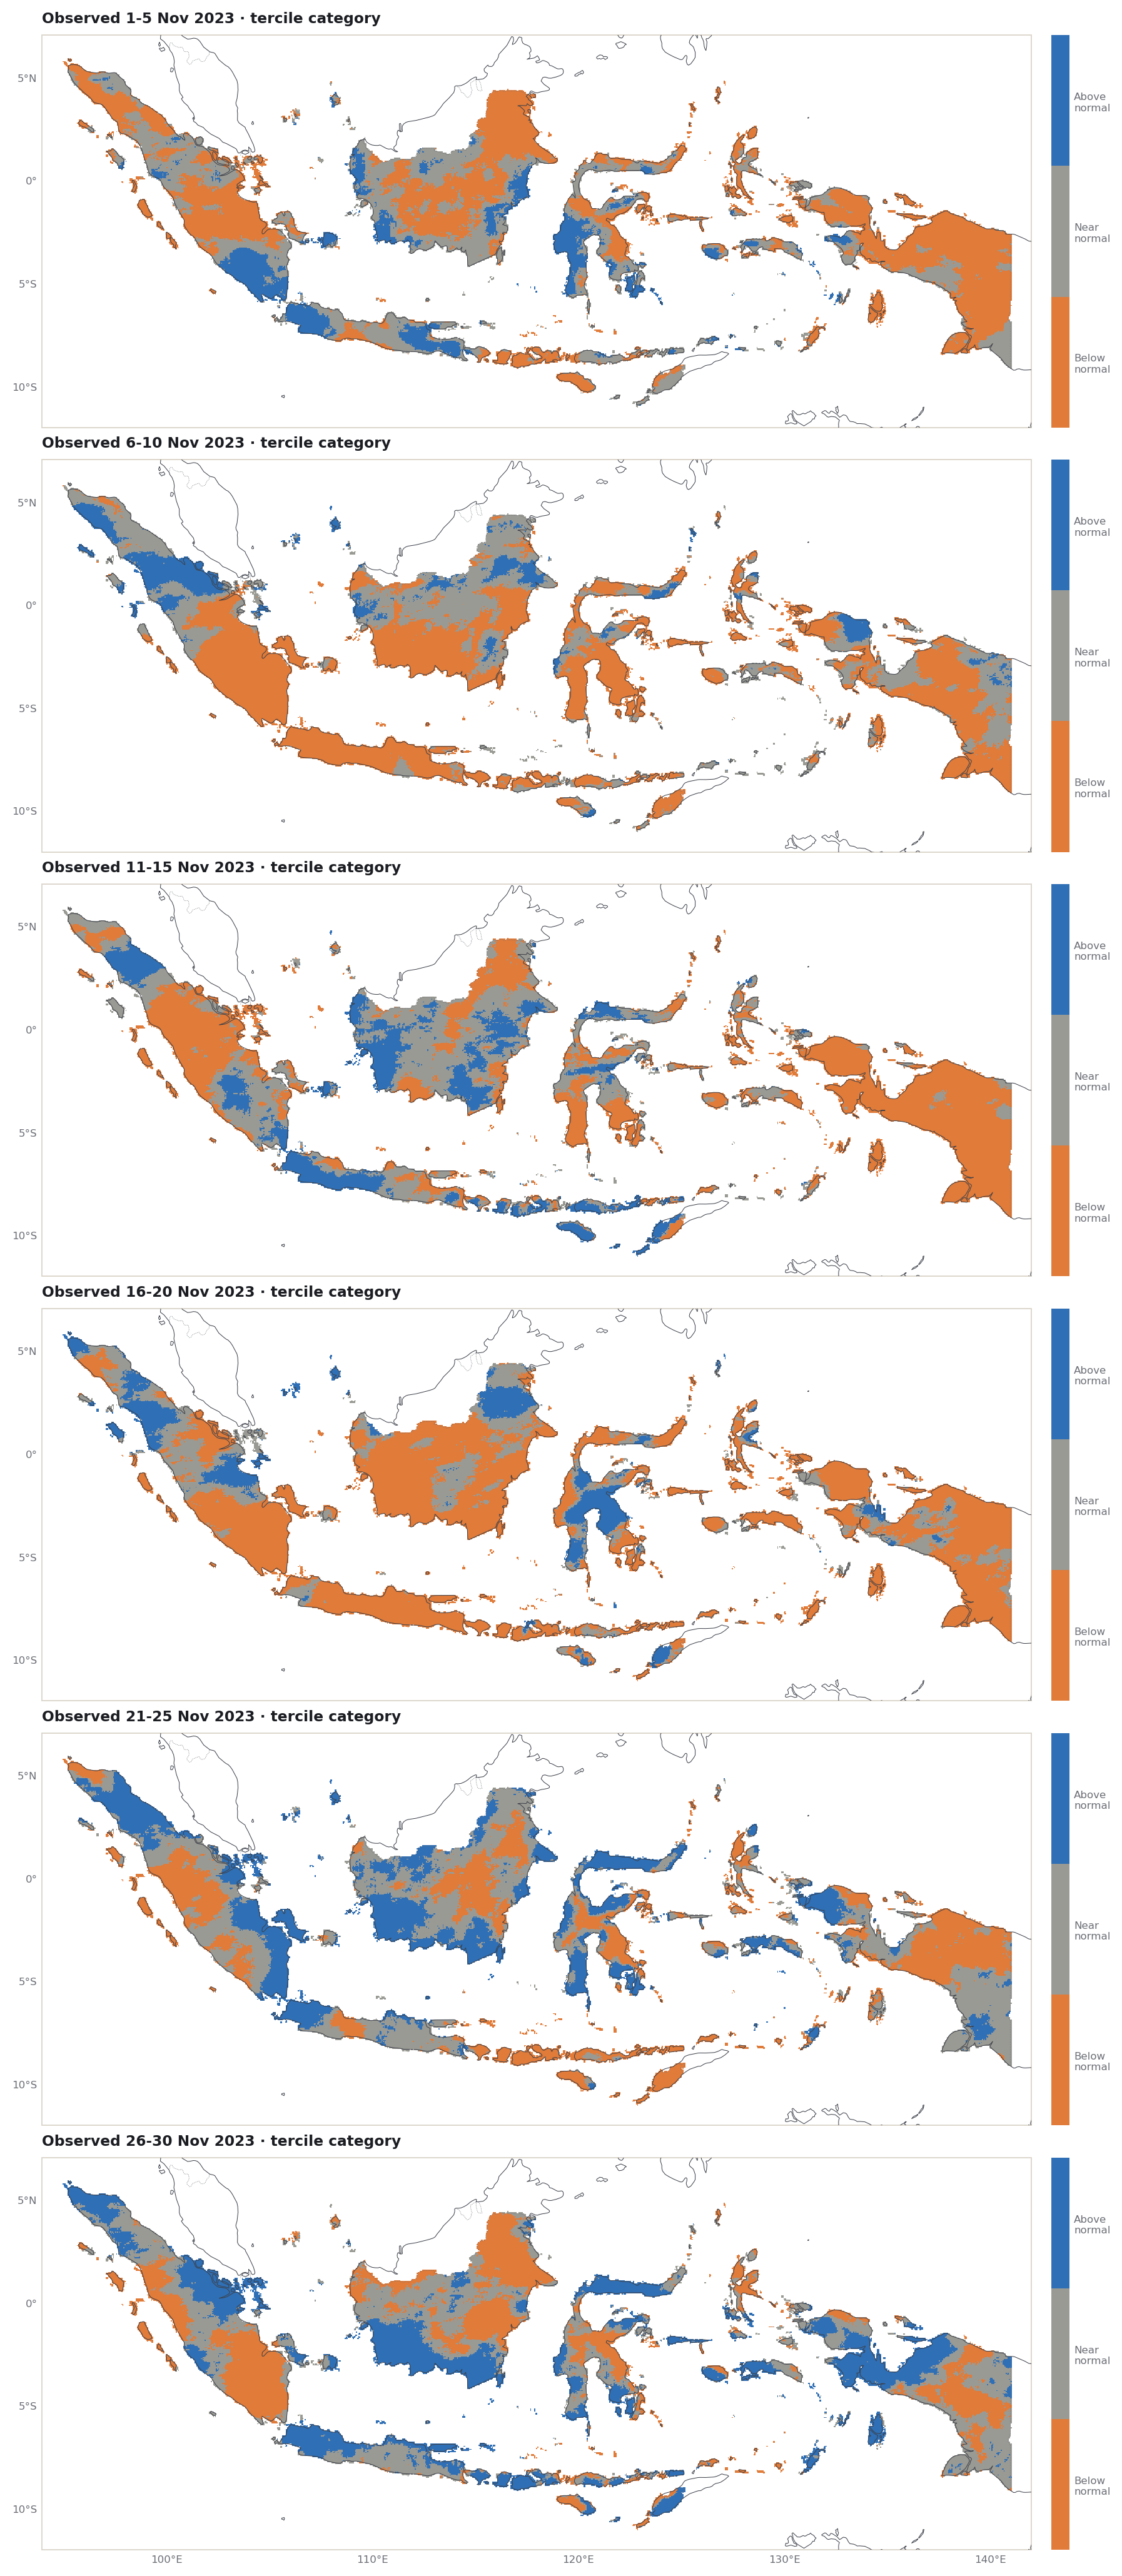 Observed 1-5 Nov 2023 · tercile category
5°N
0°
5°S
10°S
Above
normal
Near
normal
Below
normal
Observed 6-10 Nov 2023 · tercile category
5°N
0°
5°S
10°S
Above
normal
Near
normal
Below
normal
Observed 11-15 Nov 2023 · tercile category
5°N
0°
5°S
10°S
Above
normal
Near
normal
Below
normal
Observed 16-20 Nov 2023 · tercile category
5°N
0°
5°S
10°S
Above
normal
Near
normal
Below
normal
Observed 21-25 Nov 2023 · tercile category
5°N
0°
5°S
10°S
Above
normal
Near
normal
Below
normal
Observed 26-30 Nov 2023 · tercile category
5°N
0°
5°S
10°S
Above
normal
Near
normal
Below
normal
100°E 110°E 120°E 130°E 140°E